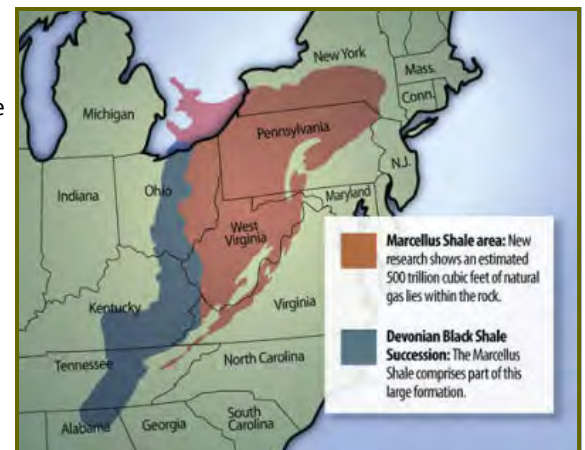 e
New York
Mass.
Michigan
Conn.
Pennsylvania
N.J.
Indiana
Ohio
Maryland
West
Virginia
Marcellus Shale area: New
research shows an estimated
500 trillion cubic feet of natural
gas lies within the rock.
Kentucky
Virginia
Devonian Black Shale
Succession: The Marcellus
Shale comprises part of this
large formation.
Tennessee
North Carolina
Alabama
Georgia
South
Carolina